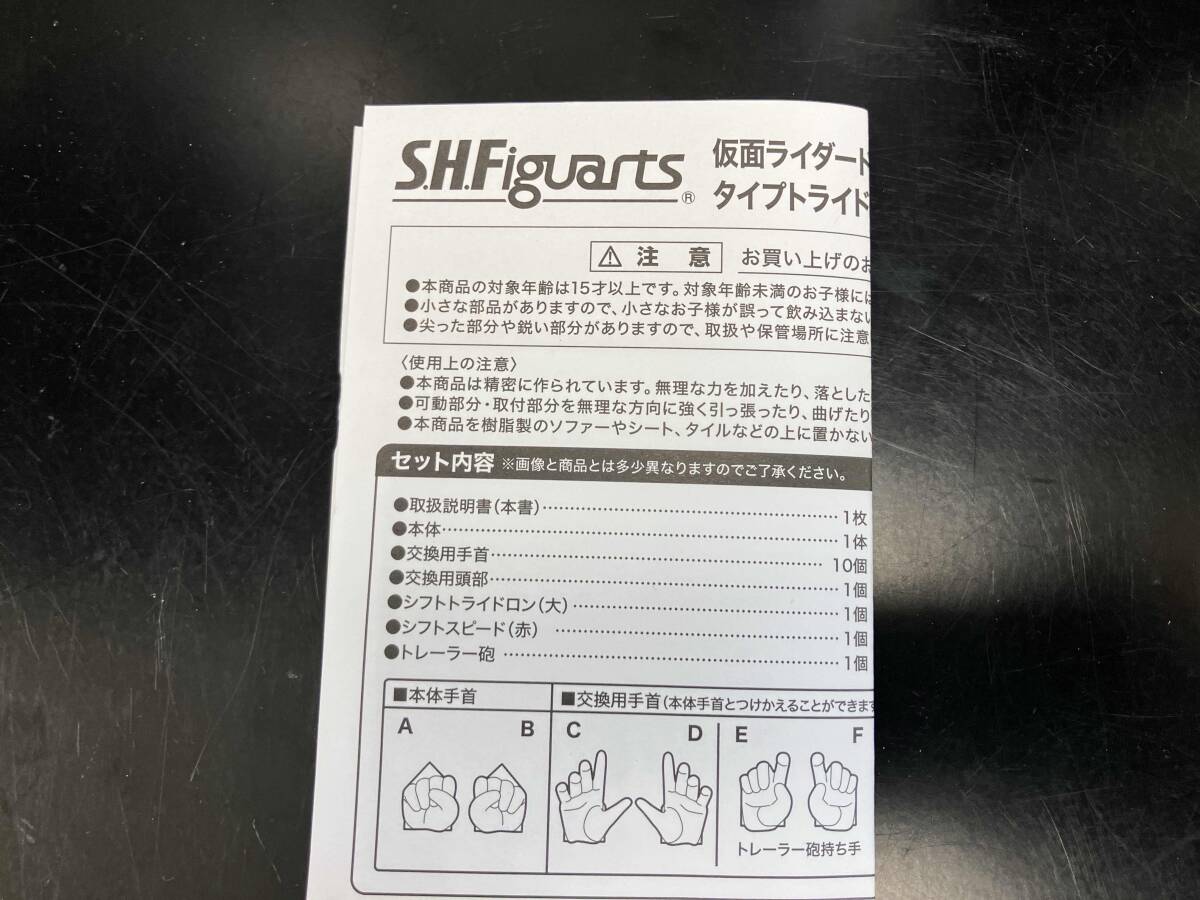 S.H.Figuarts®
仮面ライダード
タイプトライド
⚠ 注 意 お買い上げのお
●本商品の対象年齢は15才以上です。対象年齢未満のお子様には
●小さな部品がありますので、小さなお子様が誤って飲み込まない
●尖った部分や鋭い部分がありますので、取扱や保管場所に注意
〈使用上の注意〉
●本商品は精密に作られています。無理な力を加えたり、落とした
●可動部分・取付部分を無理な方向に強く引っ張ったり、曲げたり
●本商品を樹脂製のソファーやシート、タイルなどの上に置かない
セット内容 ※画像と商品とは多少異なりますのでご了承ください。
●取扱説明書（本書）…………………………1枚
●本体…………………………1体
●交換用手首…………………………10個
●交換用頭部…………………………1個
●シフトトライドロン（大）…………………………1個
●シフトスピード（赤）…………………………1個
●トレーラー砲…………………………1個
■本体手首 ■交換用手首（本体手首とつけかえることができます
A B C D E F
トレーラー砲持ち手